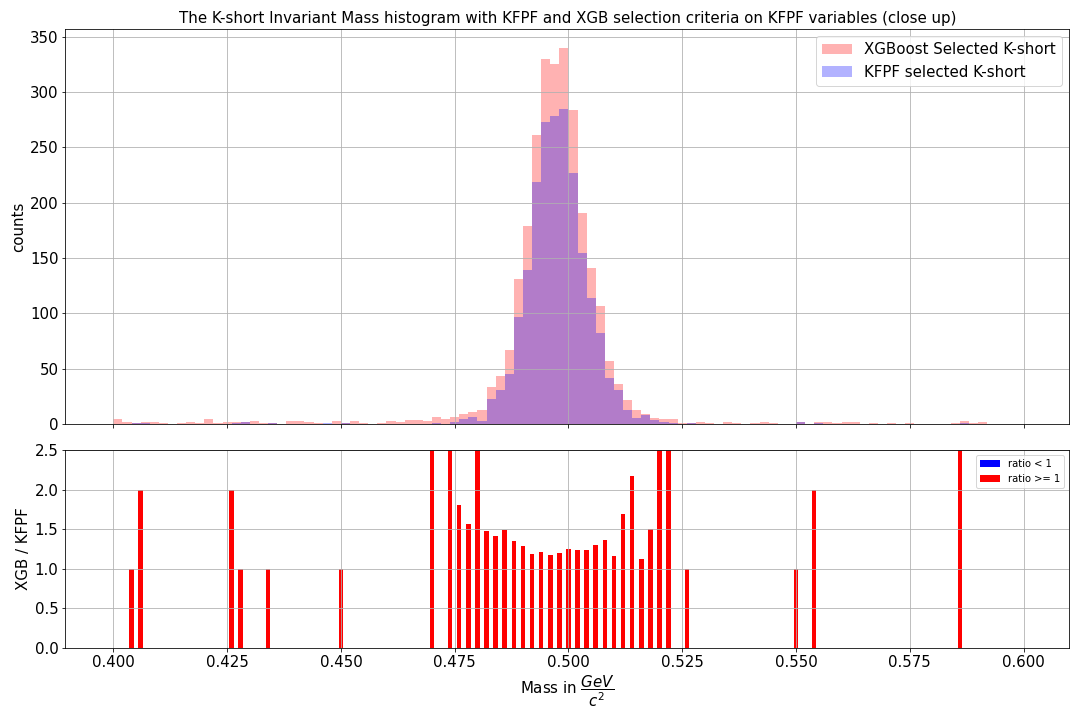 The K-short Invariant Mass histogram with KFPF and XGB selection criteria on KFPF variables (close up)
350
300
250
200
150
100
50
0
counts
XGBoost Selected K-short
KFPF selected K-short
2.5
2.0
1.5
1.0
0.5
0.0
XGB / KFPF
ratio < 1
ratio >= 1
0.400 0.425 0.450 0.475 0.500 0.525 0.550 0.575 0.600
Mass in GeV/c²